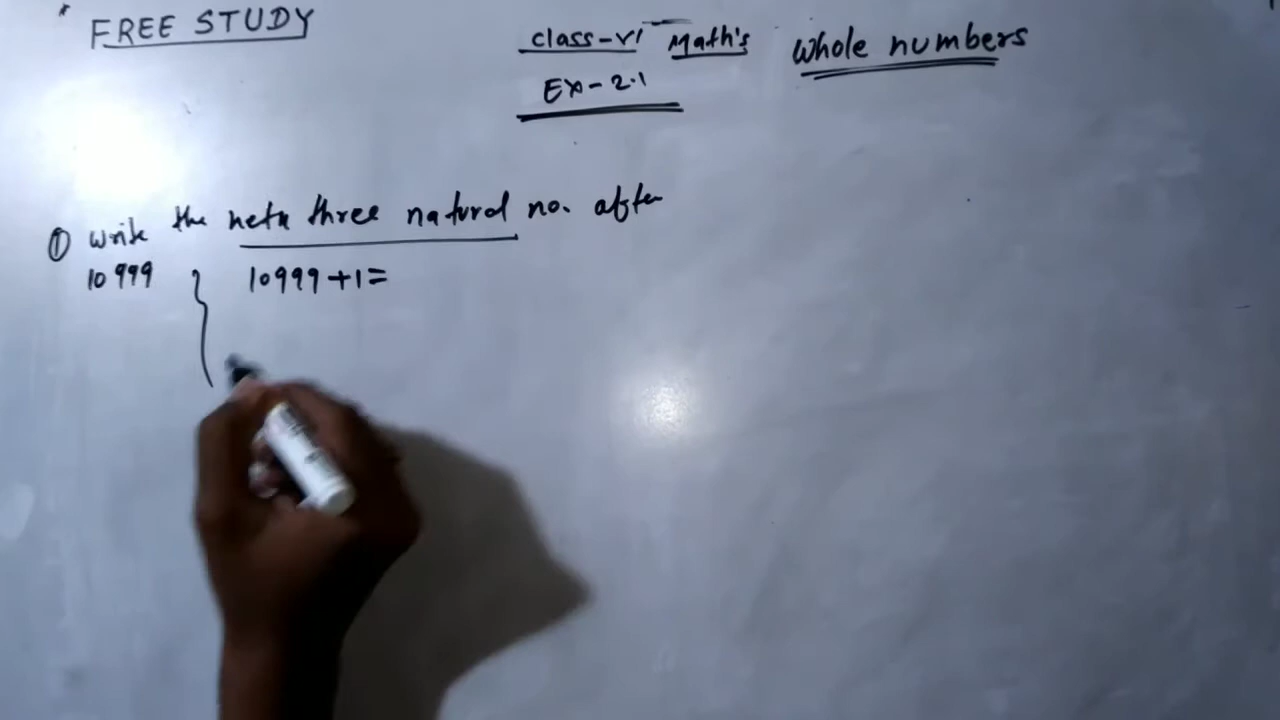 FREE STUDY
class-VI Math's Whole numbers
Ex-2.1
① Write the next three natural no. after
10999
10999+1=